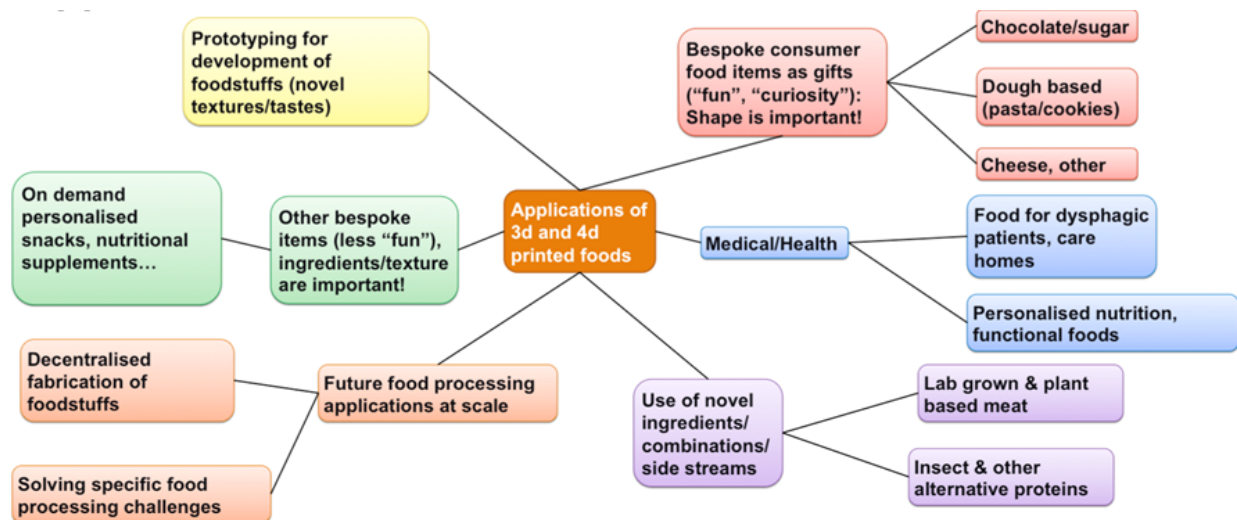 Prototyping for
development of
foodstuffs (novel
textures/tastes)
Bespoke consumer
food items as gifts
(“fun”, “curiosity”):
Shape is important!
Chocolate/sugar
Dough based
(pasta/cookies)
Cheese, other
On demand
personalised
snacks, nutritional
supplements…
Other bespoke
items (less “fun”),
ingredients/texture
are important!
Applications of
3d and 4d
printed foods
Medical/Health
Food for dysphagic
patients, care
homes
Personalised nutrition,
functional foods
Decentralised
fabrication of
foodstuffs
Future food processing
applications at scale
Solving specific food
processing challenges
Use of novel
ingredients/
combinations/
side streams
Lab grown & plant
based meat
Insect & other
alternative proteins